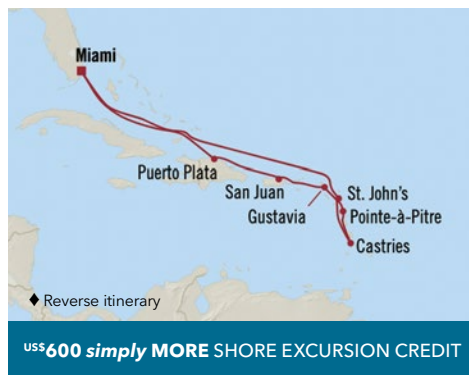 Miami
Puerto Plata
San Juan
St. John's
Gustavia
Pointe-à-Pitre
Castries
♦ Reverse itinerary
US$600 simply MORE SHORE EXCURSION CREDIT